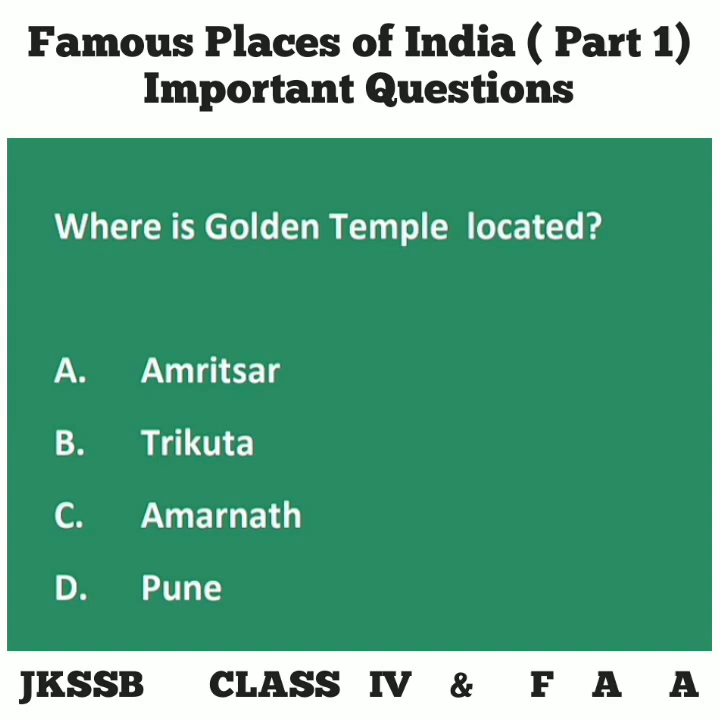 Famous Places of India ( Part 1)
Important Questions
Where is Golden Temple located?
A. Amritsar
B. Trikuta
C. Amarnath
D. Pune
JKSSB CLASS IV & F A A